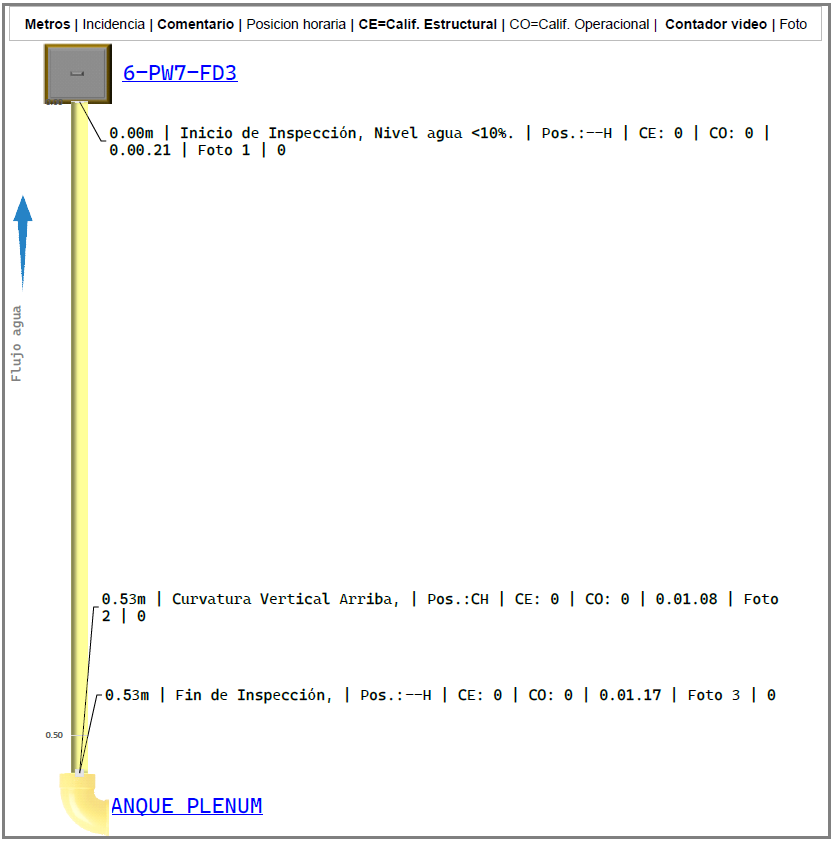 Metros | Incidencia | Comentario | Posicion horaria | CE=Calif. Estructural | CO=Calif. Operacional | Contador video | Foto
6-PW7-FD3
0.00m | Inicio de Inspección, Nivel agua <10%. | Pos.:--H | CE: 0 | CO: 0 |
0.00.21 | Foto 1 | 0
Flujo agua
0.53m | Curvatura Vertical Arriba, | Pos.:CH | CE: 0 | CO: 0 | 0.01.08 | Foto
2 | 0
0.53m | Fin de Inspección, | Pos.:--H | CE: 0 | CO: 0 | 0.01.17 | Foto 3 | 0
0.50
ANQUE PLENUM